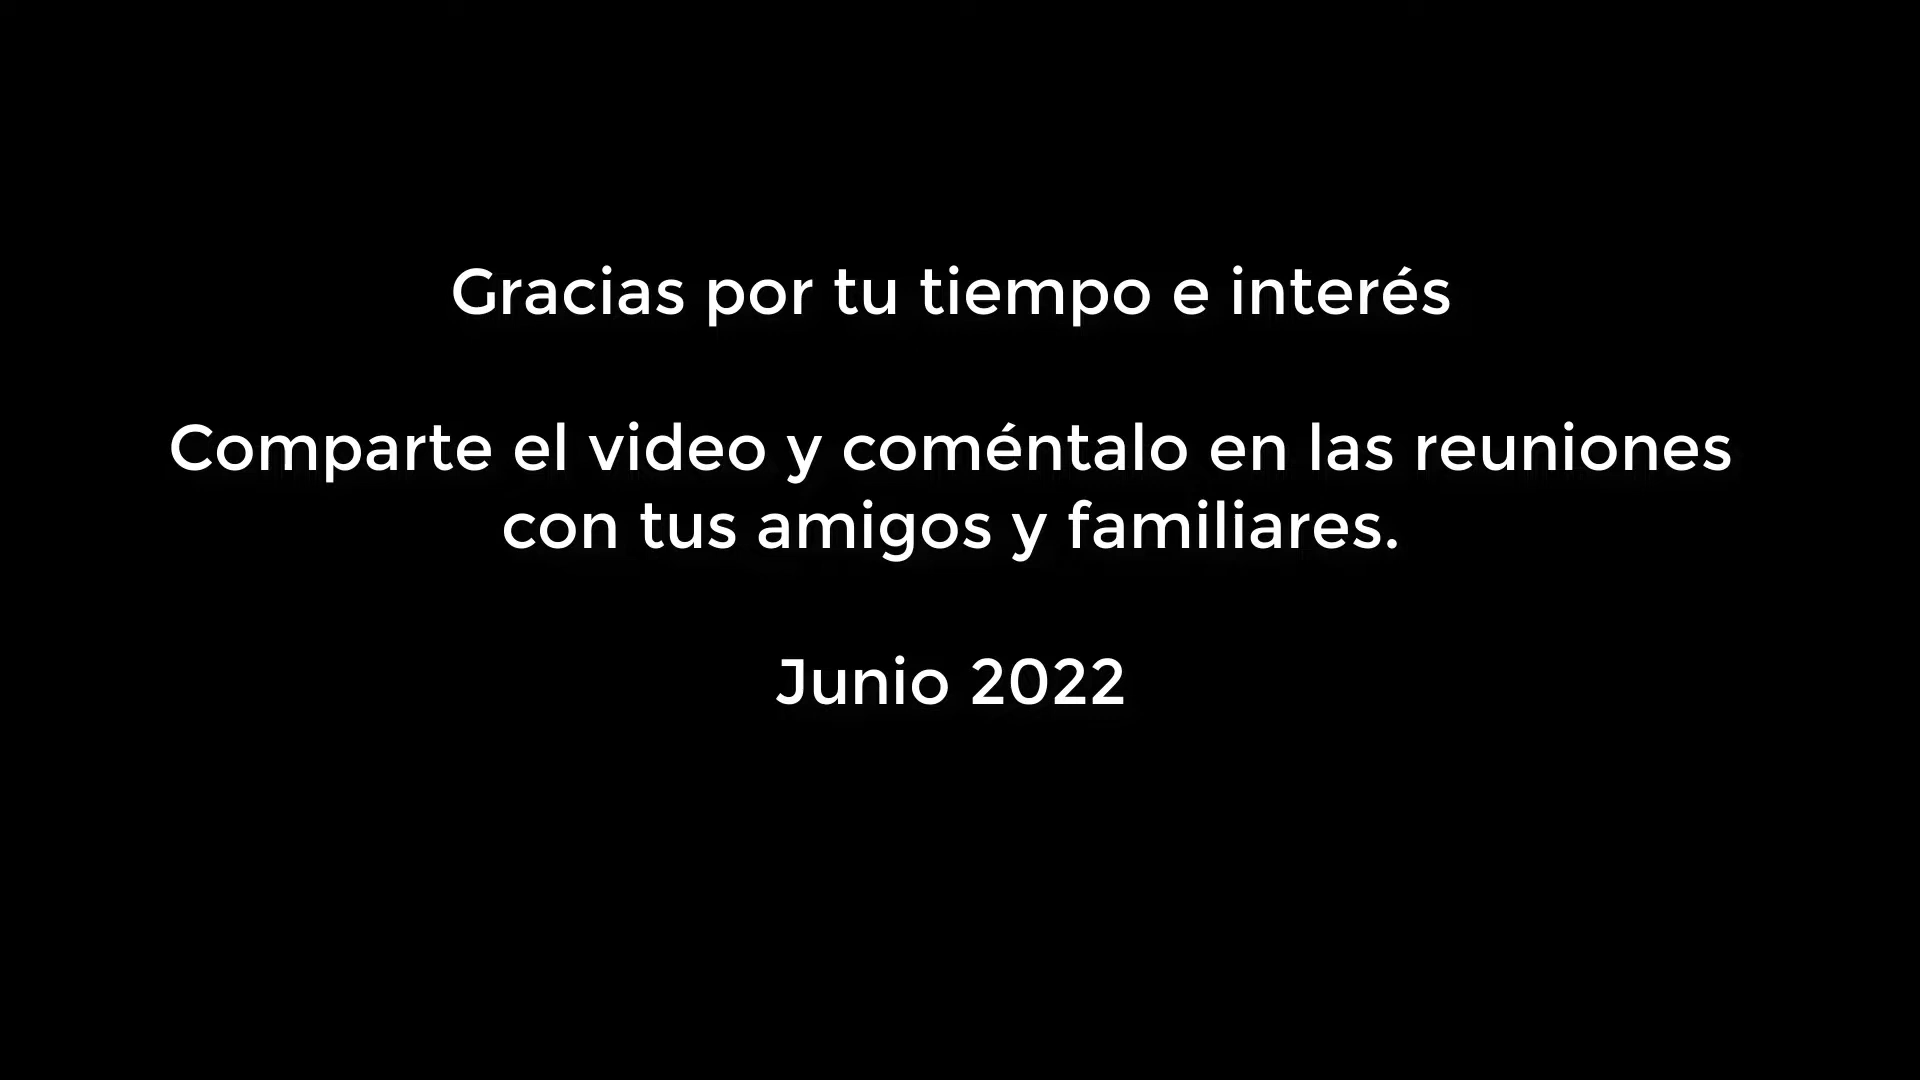 Gracias por tu tiempo e interés
Comparte el video y coméntalo en las reuniones
con tus amigos y familiares.
Junio 2022